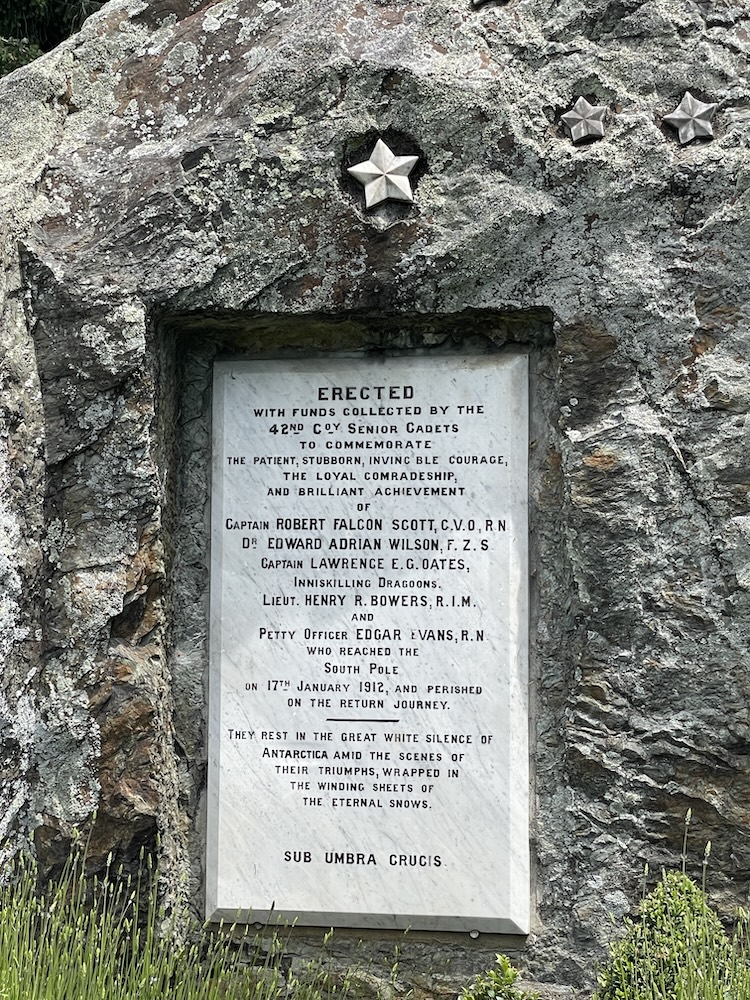 ERECTED
WITH FUNDS COLLECTED BY THE
42ND COY SENIOR CADETS
TO COMMEMORATE
THE PATIENT, STUBBORN, INVINC BLE COURAGE,
THE LOYAL COMRADESHIP,
AND BRILLIANT ACHIEVEMENT
OF
CAPTAIN ROBERT FALCON SCOTT, C.V.O, R.N
DR EDWARD ADRIAN WILSON, F.Z.S
CAPTAIN LAWRENCE E.G. OATES,
INNISKILLING DRAGOONS.
LIEUT. HENRY R. BOWERS, R.I.M.
AND
PETTY OFFICER EDGAR EVANS, R.N
WHO REACHED THE
SOUTH POLE
ON 17TH JANUARY 1912, AND PERISHED
ON THE RETURN JOURNEY.
THEY REST IN THE GREAT WHITE SILENCE OF
ANTARCTICA AMID THE SCENES OF
THEIR TRIUMPHS, WRAPPED IN
THE WINDING SHEETS OF
THE ETERNAL SNOWS.
SUB UMBRA CRUCIS